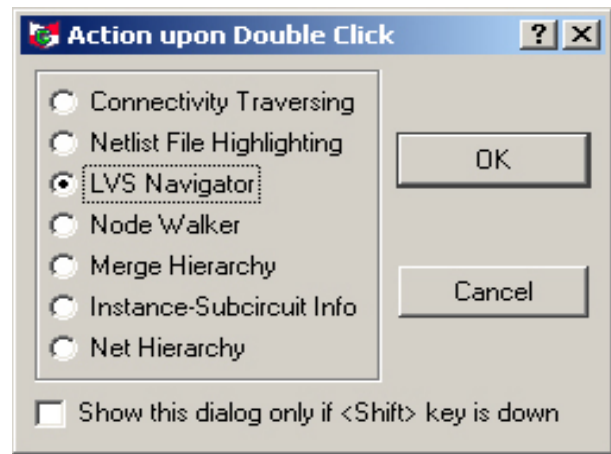 Action upon Double Click
Connectivity Traversing
Netlist File Highlighting
LVS Navigator
Node Walker
Merge Hierarchy
Instance-Subcircuit Info
Net Hierarchy
OK
Cancel
Show this dialog only if <Shift> key is down